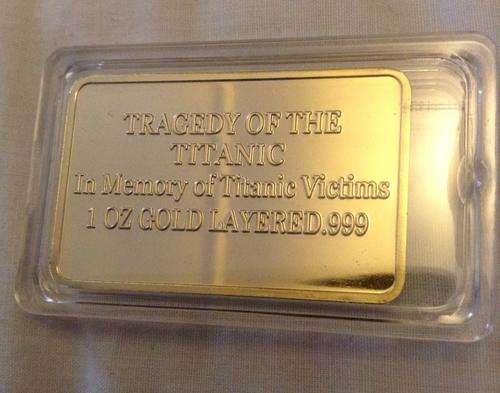 TRAGEDY OF THE
TITANIC
In Memory of Titanic Victims
1 OZ GOLD LAYERED.999